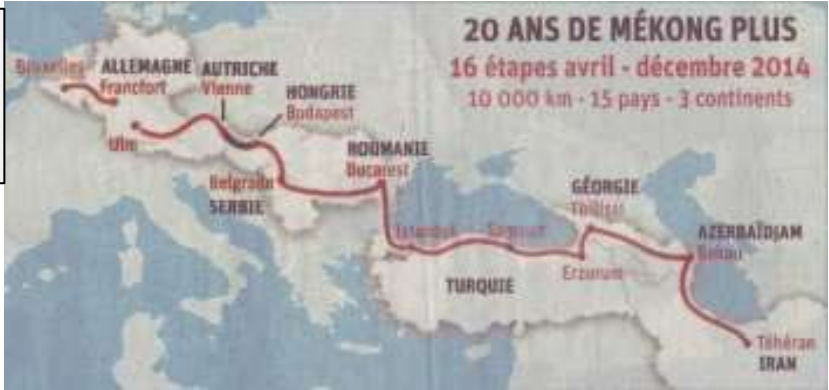 20 ANS DE MÉKONG PLUS
16 étapes avril - décembre 2014
10 000 km - 15 pays - 3 continents
Bruxelles
ALLEMAGNE
Francfort
AUTRICHE
Vienne
HONGRIE
Budapest
Ulm
ROUMANIE
Bucarest
Belgrade
SERBIE
GÉORGIE
Tbilissi
Istanbul
Samsun
Erzurum
AZERBAÏDJAM
Bakou
TURQUIE
Téhéran
IRAN